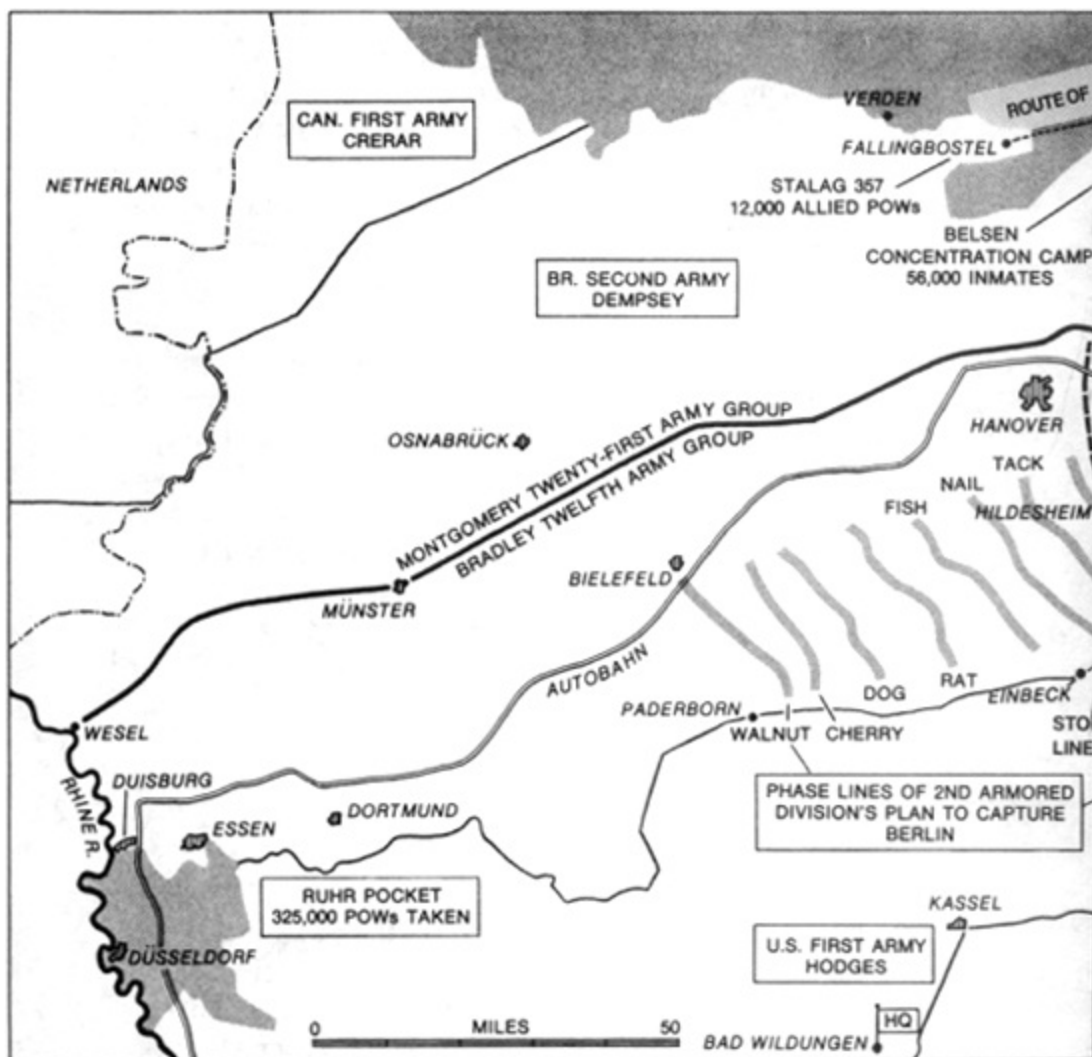 CAN. FIRST ARMY
CRERAR
VERDEN
ROUTE OF
FALLINGBOSTEL
NETHERLANDS
STALAG 357
12,000 ALLIED POWs
BELSEN
CONCENTRATION CAMP
56,000 INMATES
BR. SECOND ARMY
DEMPSEY
HANOVER
OSNABRÜCK
MONTGOMERY TWENTY-FIRST ARMY GROUP
BRADLEY TWELFTH ARMY GROUP
TACK
NAIL
FISH
HILDESHEIM
BIELEFELD
MÜNSTER
AUTOBAHN
DOG
RAT
EINBECK
PADERBORN
WALNUT
CHERRY
LINE
WESEL
RHINE R.
DUISBURG
PHASE LINES OF 2ND ARMORED
DIVISION'S PLAN TO CAPTURE
BERLIN
DORTMUND
ESSEN
RUHR POCKET
325,000 POWs TAKEN
KASSEL
U.S. FIRST ARMY
HODGES
DÜSSELDORF
0 MILES 50
HQ
BAD WILDUNGEN